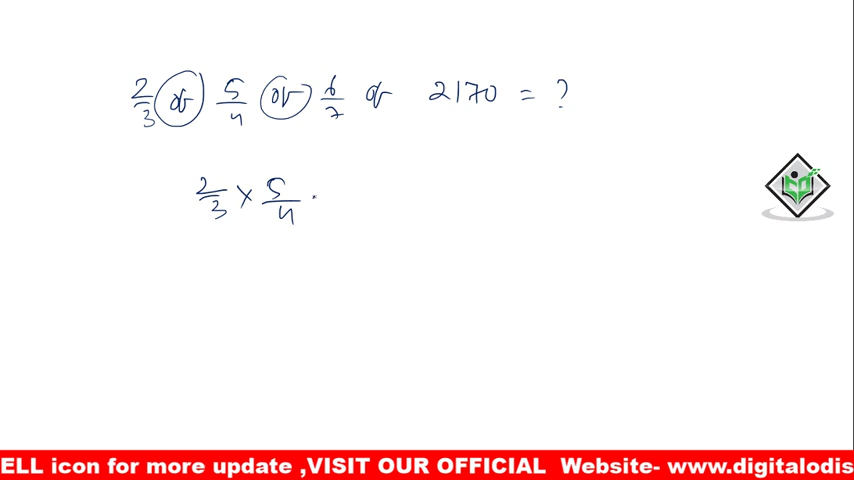 2/3 of 5/4 of 6/7 of 2170 = ?
2/3 × 5/4
ELL icon for more update ,VISIT OUR OFFICIAL Website- www.digitalodis